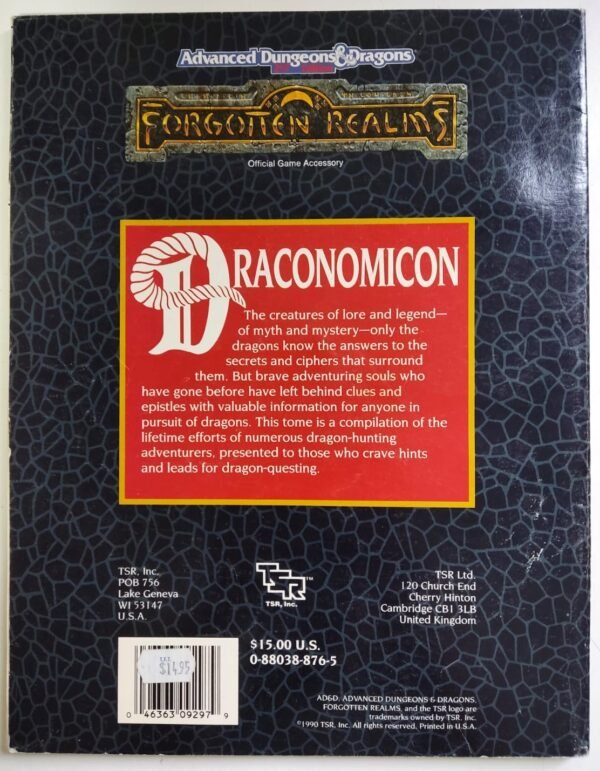 Advanced Dungeons & Dragons
FORGOTTEN REALMS
Official Game Accessory
DRACONOMICON
The creatures of lore and legend—
of myth and mystery—only the
dragons know the answers to the
secrets and ciphers that surround
them. But brave adventuring souls who
have gone before have left behind clues and
epistles with valuable information for anyone in
pursuit of dragons. This tome is a compilation of the
lifetime efforts of numerous dragon-hunting
adventurers, presented to those who crave hints
and leads for dragon-questing.
TSR, Inc.
POB 756
Lake Geneva
WI 53147
U.S.A.
TSR™
TSR, Inc.
TSR Ltd.
120 Church End
Cherry Hinton
Cambridge CB1 3LB
United Kingdom
$14.95
0 46363 09297 9
$15.00 U.S.
0-88038-876-5
AD&D, ADVANCED DUNGEONS & DRAGONS,
FORGOTTEN REALMS, and the TSR logo are
trademarks owned by TSR, Inc.
©1990 TSR, Inc. All rights reserved. Printed in U.S.A.